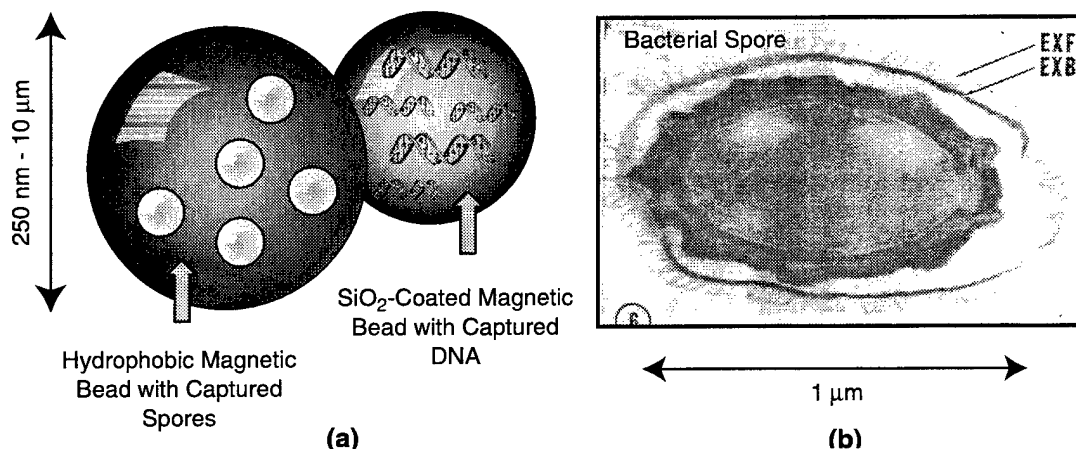 250 nm - 10 μm
Hydrophobic Magnetic
Bead with Captured
Spores
SiO₂-Coated Magnetic
Bead with Captured
DNA
(a)
Bacterial Spore
EXF
EXB
6
1 μm
(b)